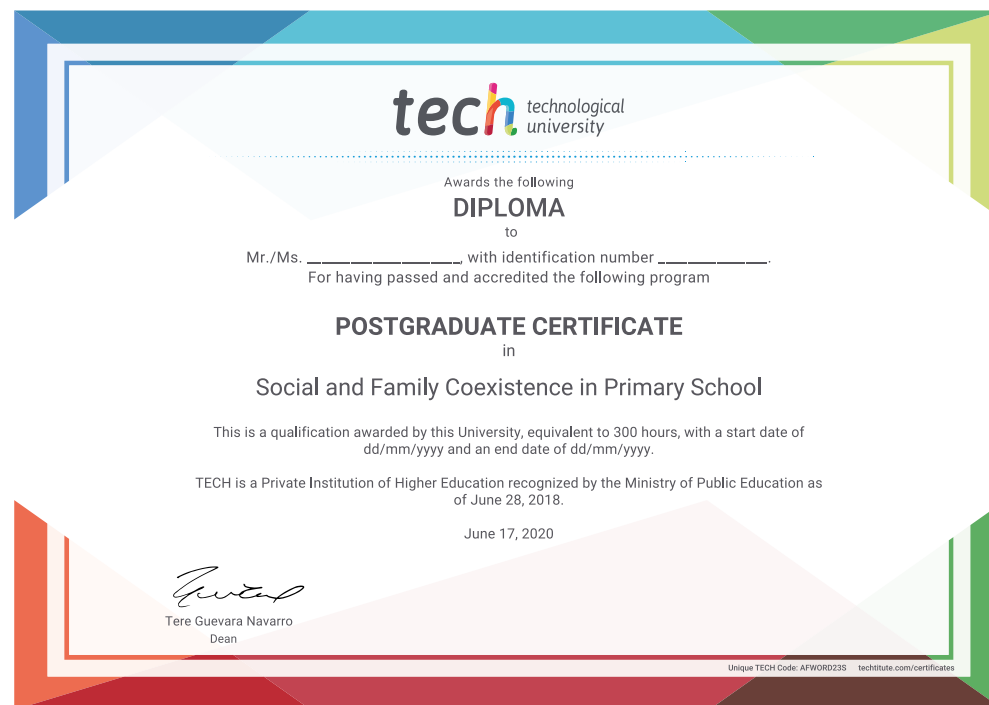 tech technological
university
Awards the following
DIPLOMA
to
Mr./Ms. ____________________, with identification number ______________.
For having passed and accredited the following program
POSTGRADUATE CERTIFICATE
in
Social and Family Coexistence in Primary School
This is a qualification awarded by this University, equivalent to 300 hours, with a start date of
dd/mm/yyyy and an end date of dd/mm/yyyy.
TECH is a Private Institution of Higher Education recognized by the Ministry of Public Education as
of June 28, 2018.
June 17, 2020
Tere Guevara Navarro
Dean
Unique TECH Code: AFWORD23S techtitute.com/certificates